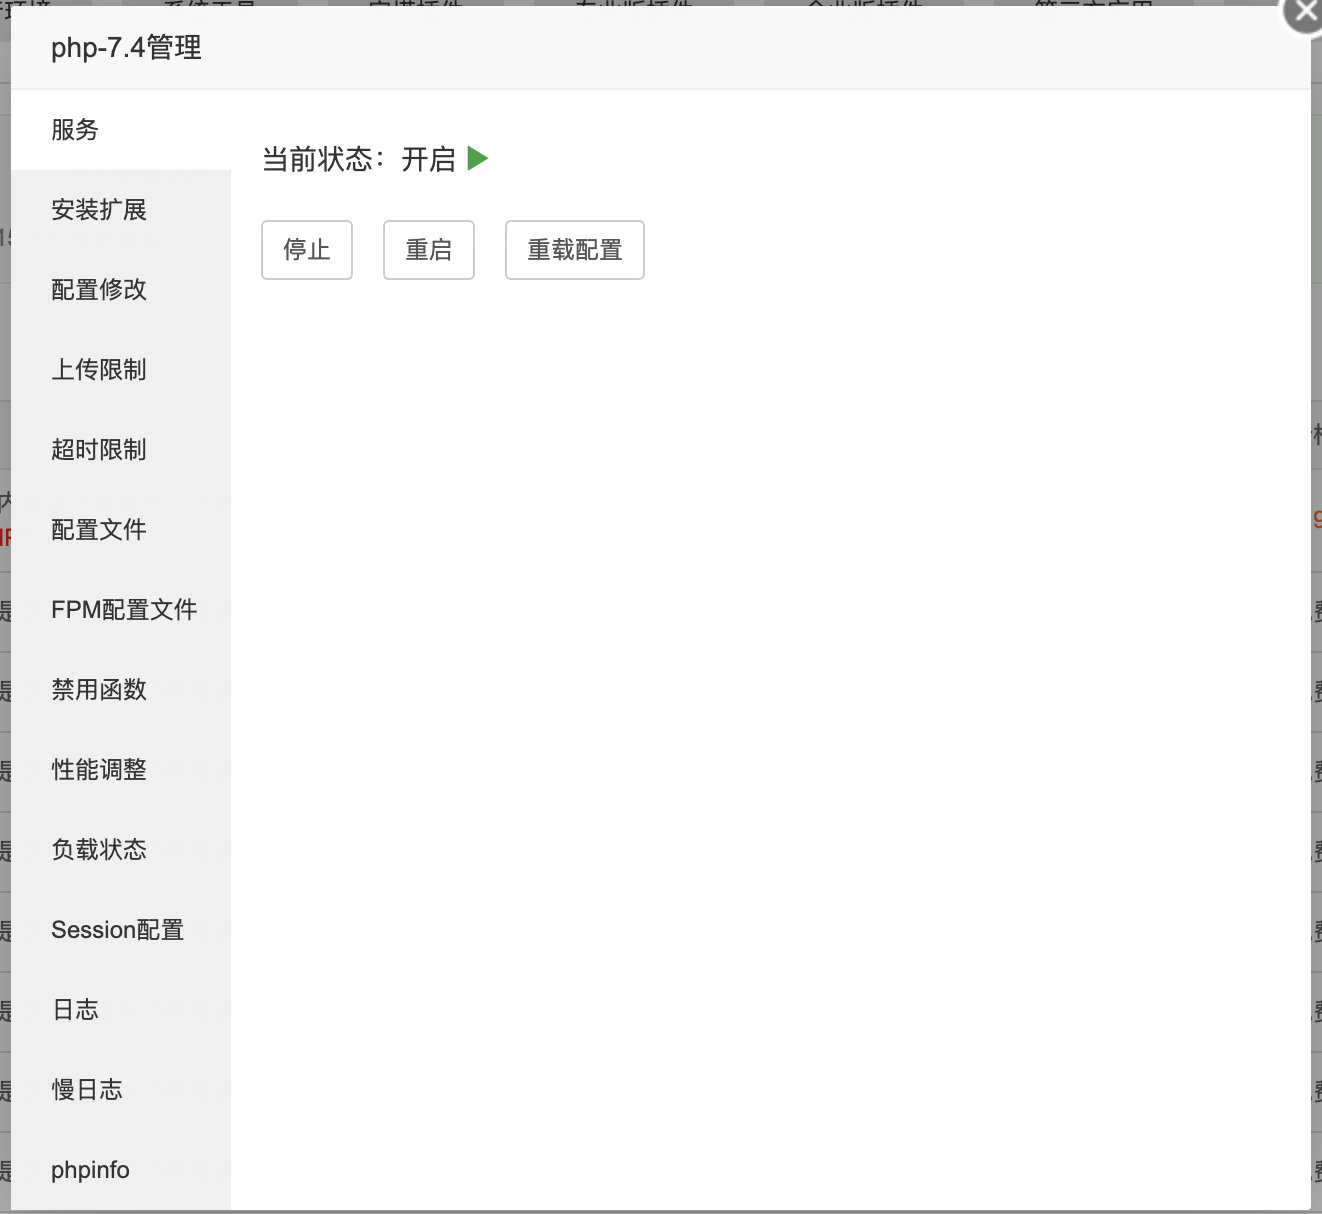 php-7.4管理
服务
安装扩展
配置修改
上传限制
超时限制
配置文件
FPM配置文件
禁用函数
性能调整
负载状态
Session配置
日志
慢日志
phpinfo
当前状态：开启
停止 重启 重载配置